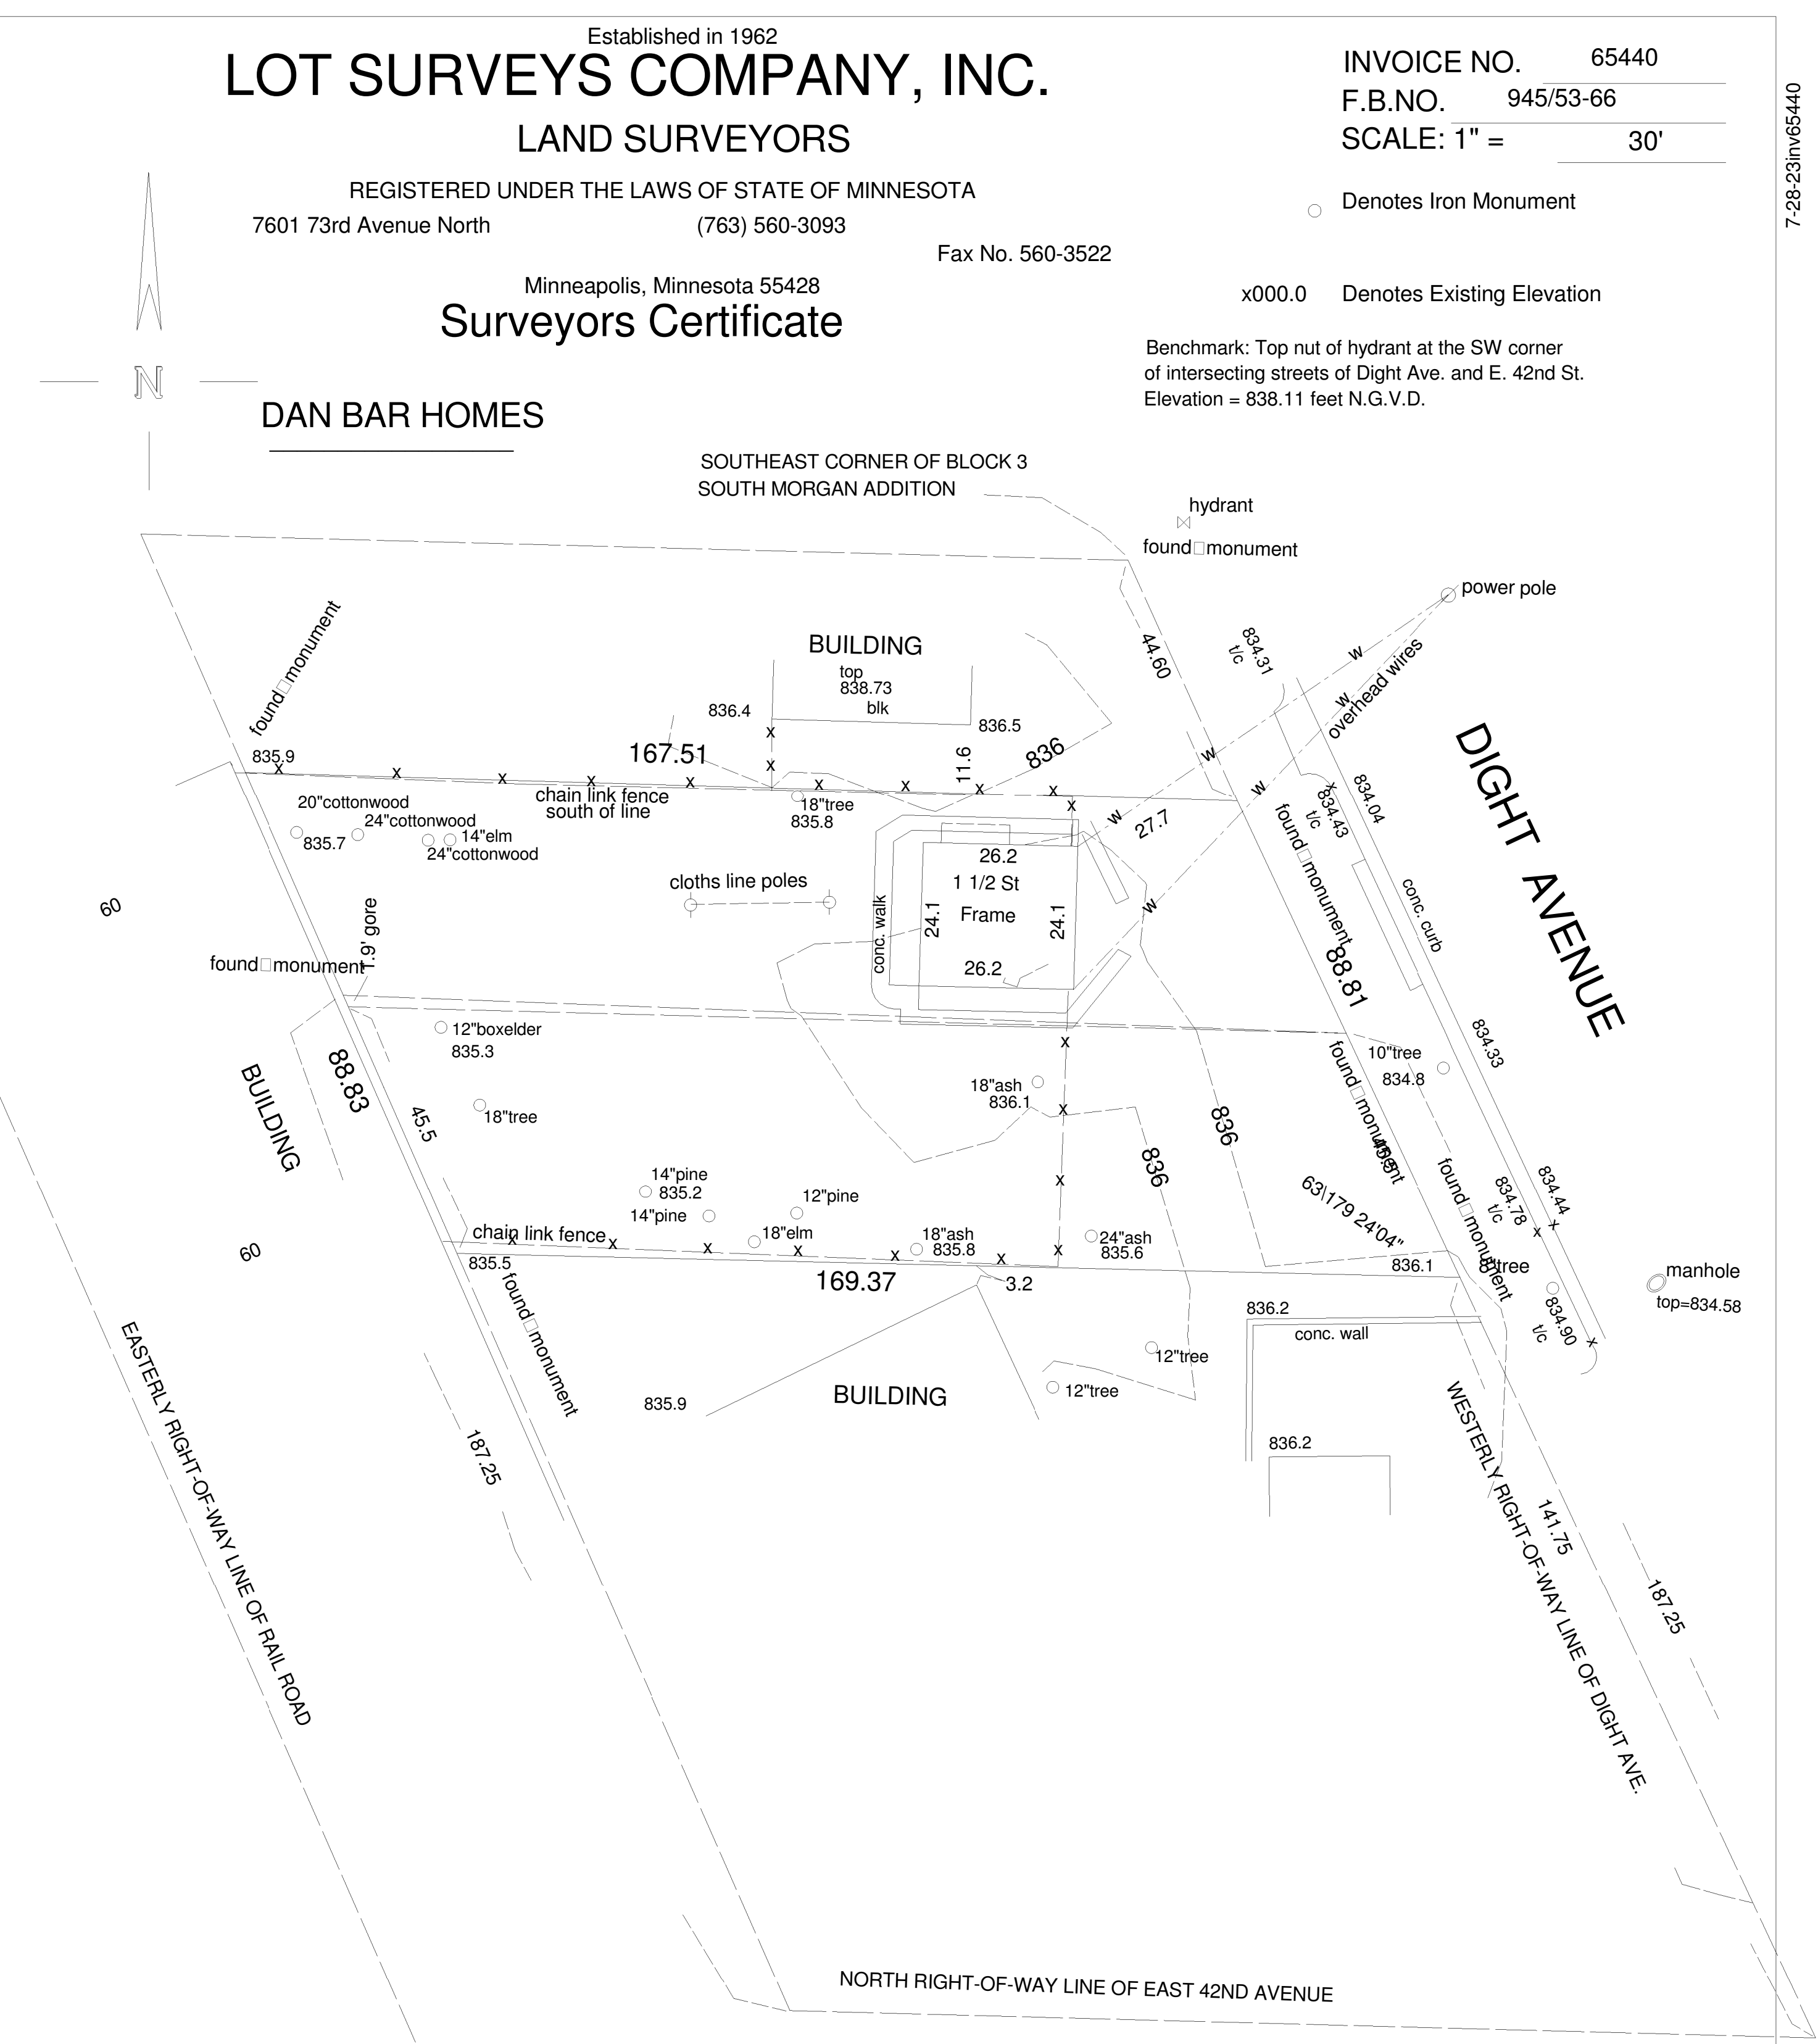 Established in 1962
LOT SURVEYS COMPANY, INC.
LAND SURVEYORS
REGISTERED UNDER THE LAWS OF STATE OF MINNESOTA
7601 73rd Avenue North (763) 560-3093
Fax No. 560-3522
Minneapolis, Minnesota 55428
Surveyors Certificate
INVOICE NO. 65440
F.B.NO. 945/53-66
SCALE: 1" = 30'
Denotes Iron Monument
x000.0 Denotes Existing Elevation
Benchmark: Top nut of hydrant at the SW corner
of intersecting streets of Dight Ave. and E. 42nd St.
Elevation = 838.11 feet N.G.V.D.
7-28-23inv65440
N
DAN BAR HOMES
SOUTHEAST CORNER OF BLOCK 3
SOUTH MORGAN ADDITION
hydrant
found□monument
power pole
found□monument
BUILDING
top
838.73
blk
836.4
836.5
44.60
834.31
t/c
w
w
overhead wires
835.9
x
x
x
x
x
x
x
x
x
x
x
x
x
167.51
11.6
836
w
w
w
w
chain link fence
south of line
18"tree
835.8
27.7
834.04
x
834.43
t/c
DIGHT AVENUE
20"cottonwood
24"cottonwood
835.7
14"elm
24"cottonwood
cloths line poles
conc. walk
26.2
1 1/2 St
Frame
24.1
24.1
26.2
found□monument
88.81
conc. curb
60
1.9' gore
found□monument
12"boxelder
835.3
x
10"tree
834.8
834.33
BUILDING
88.83
45.5
18"tree
18"ash
836.1
x
836
836
found□monument
45.5
14"pine
835.2
14"pine
12"pine
18"elm
x
63\179 24'04"
found□monument
834.78
t/c
834.44
x
x
60
chain link fence
x
x
x
x
x
x
x
18"ash
835.8
24"ash
835.6
836.1
8"tree
manhole
top=834.58
835.5
169.37
3.2
836.2
conc. wall
834.90
t/c
x
found□monument
12"tree
12"tree
BUILDING
835.9
836.2
EASTERLY RIGHT-OF-WAY LINE OF RAIL ROAD
187.25
WESTERLY RIGHT-OF-WAY LINE OF DIGHT AVE.
141.75
187.25
NORTH RIGHT-OF-WAY LINE OF EAST 42ND AVENUE